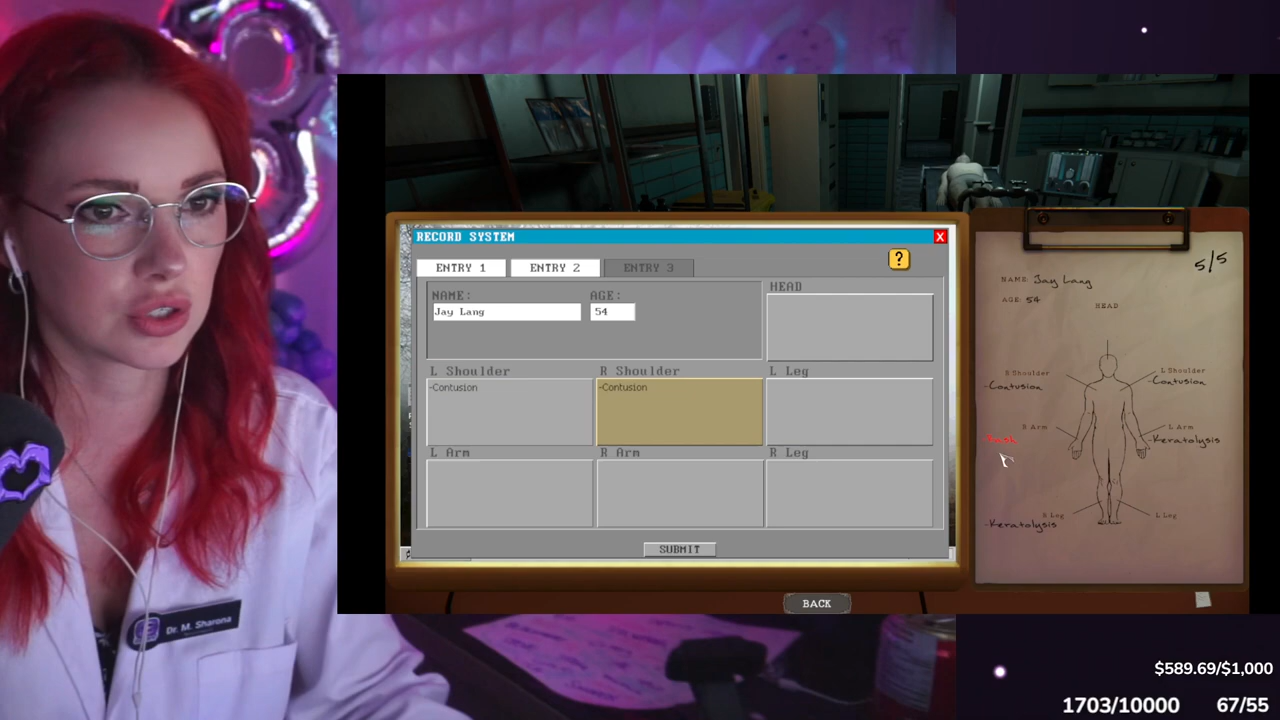 RECORD SYSTEM
X
ENTRY 1
ENTRY 2
ENTRY 3
?
NAME:
AGE:
HEAD
Jay Lang
54
L Shoulder
R Shoulder
L Leg
-Contusion
-Contusion
L Arm
R Arm
R Leg
SUBMIT
BACK
5/5
NAME: Jay Lang
AGE: 54
HEAD
R Shoulder
-Contusion
L Shoulder
-Contusion
R Arm
L Arm
-Keratolysis
R Leg
-Keratolysis
L Leg
Dr. M. Sharona
$589.69/$1,000
1703/10000
67/55